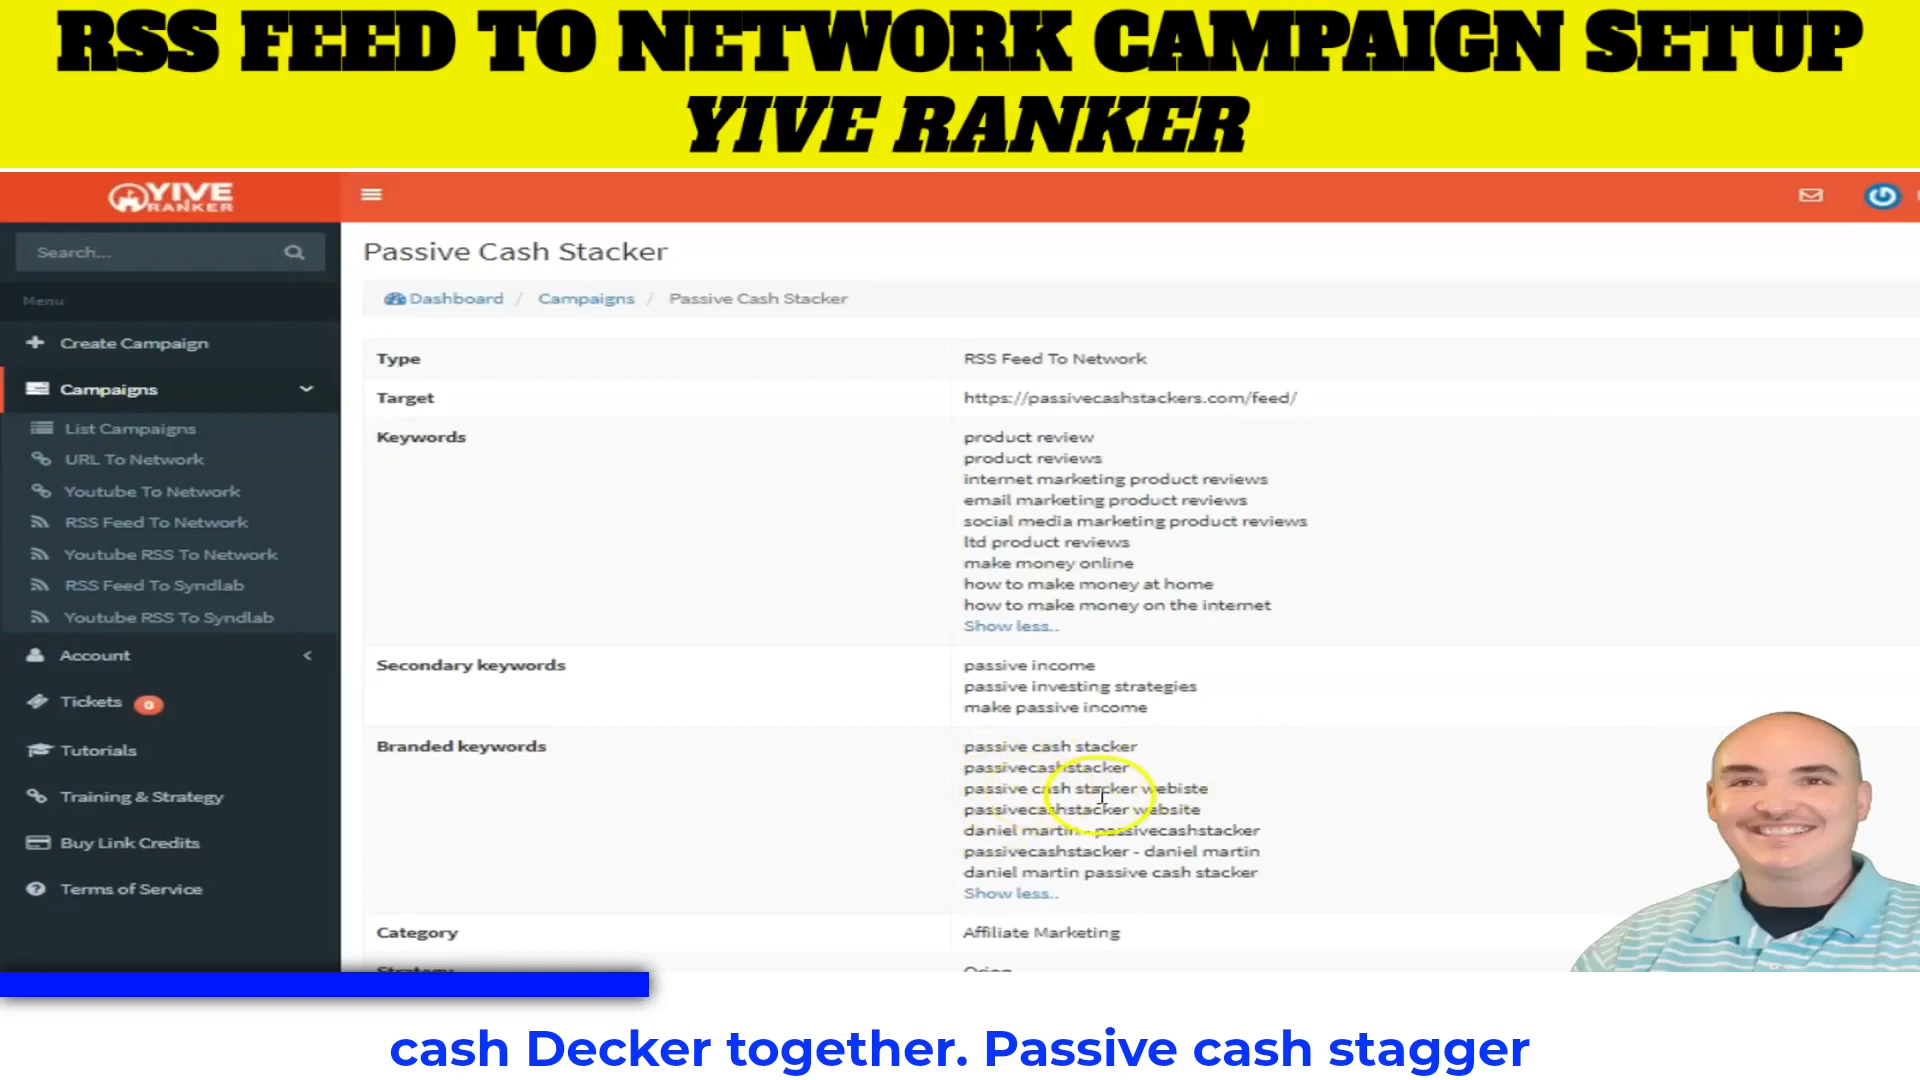 RSS FEED TO NETWORK CAMPAIGN SETUP
YIVE RANKER
YIVE
RANKER
Search...
Passive Cash Stacker
Dashboard / Campaigns / Passive Cash Stacker
Menu
Create Campaign
Campaigns
List Campaigns
URL To Network
Youtube To Network
RSS Feed To Network
Youtube RSS To Network
RSS Feed To Syndlab
Youtube RSS To Syndlab
Account
Tickets 0
Tutorials
Training & Strategy
Buy Link Credits
Terms of Service
Type RSS Feed To Network
Target https://passivecashstackers.com/feed/
Keywords product review
product reviews
internet marketing product reviews
email marketing product reviews
social media marketing product reviews
ltd product reviews
make money online
how to make money at home
how to make money on the internet
Show less..
Secondary keywords passive income
passive investing strategies
make passive income
Branded keywords passive cash stacker
passivecashstacker
passive cash stacker webiste
passivecashstacker website
daniel martin - passivecashstacker
passivecashstacker - daniel martin
daniel martin passive cash stacker
Show less..
Category Affiliate Marketing
Strategy Orion
cash Decker together. Passive cash stagger